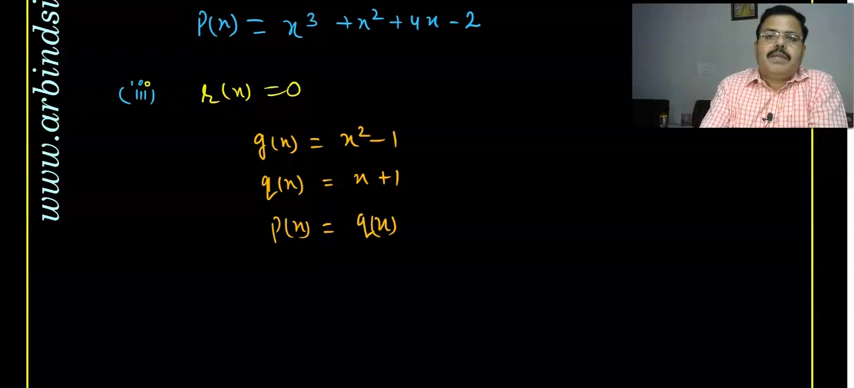 P(x) = x³ + x² + 4x - 2
(iii) r(x) = 0
g(x) = x² - 1
q(x) = x + 1
p(x) = q(x)
www.arbindsi